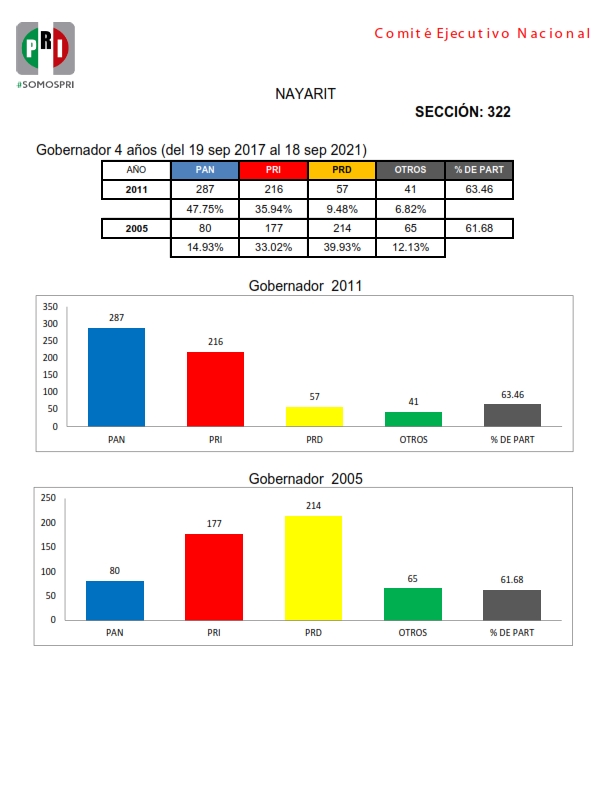 Comité Ejecutivo Nacional
PRI
#SOMOSPRI
NAYARIT
SECCIÓN: 322
Gobernador 4 años (del 19 sep 2017 al 18 sep 2021)
AÑO PAN PRI PRD OTROS % DE PART
2011 287 216 57 41 63.46
47.75% 35.94% 9.48% 6.82%
2005 80 177 214 65 61.68
14.93% 33.02% 39.93% 12.13%
Gobernador 2011
350
300
250
200
150
100
50
0
287
216
57
41
63.46
PAN PRI PRD OTROS % DE PART
Gobernador 2005
250
200
150
100
50
0
80
177
214
65
61.68
PAN PRI PRD OTROS % DE PART